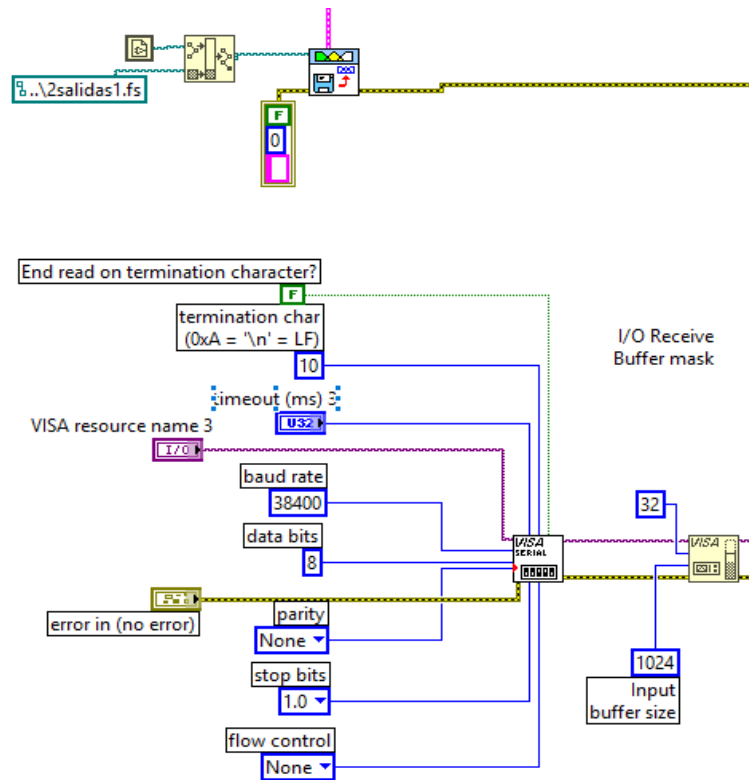 ..\2salidas1.fs
F
0
End read on termination character?
F
termination char
(0xA = '\n' = LF)
10
timeout (ms) 3
U32
VISA resource name 3
I/O
baud rate
38400
data bits
8
error in (no error)
parity
None
stop bits
1.0
flow control
None
VISA
SERIAL
I/O Receive
Buffer mask
32
VISA
1024
Input
buffer size